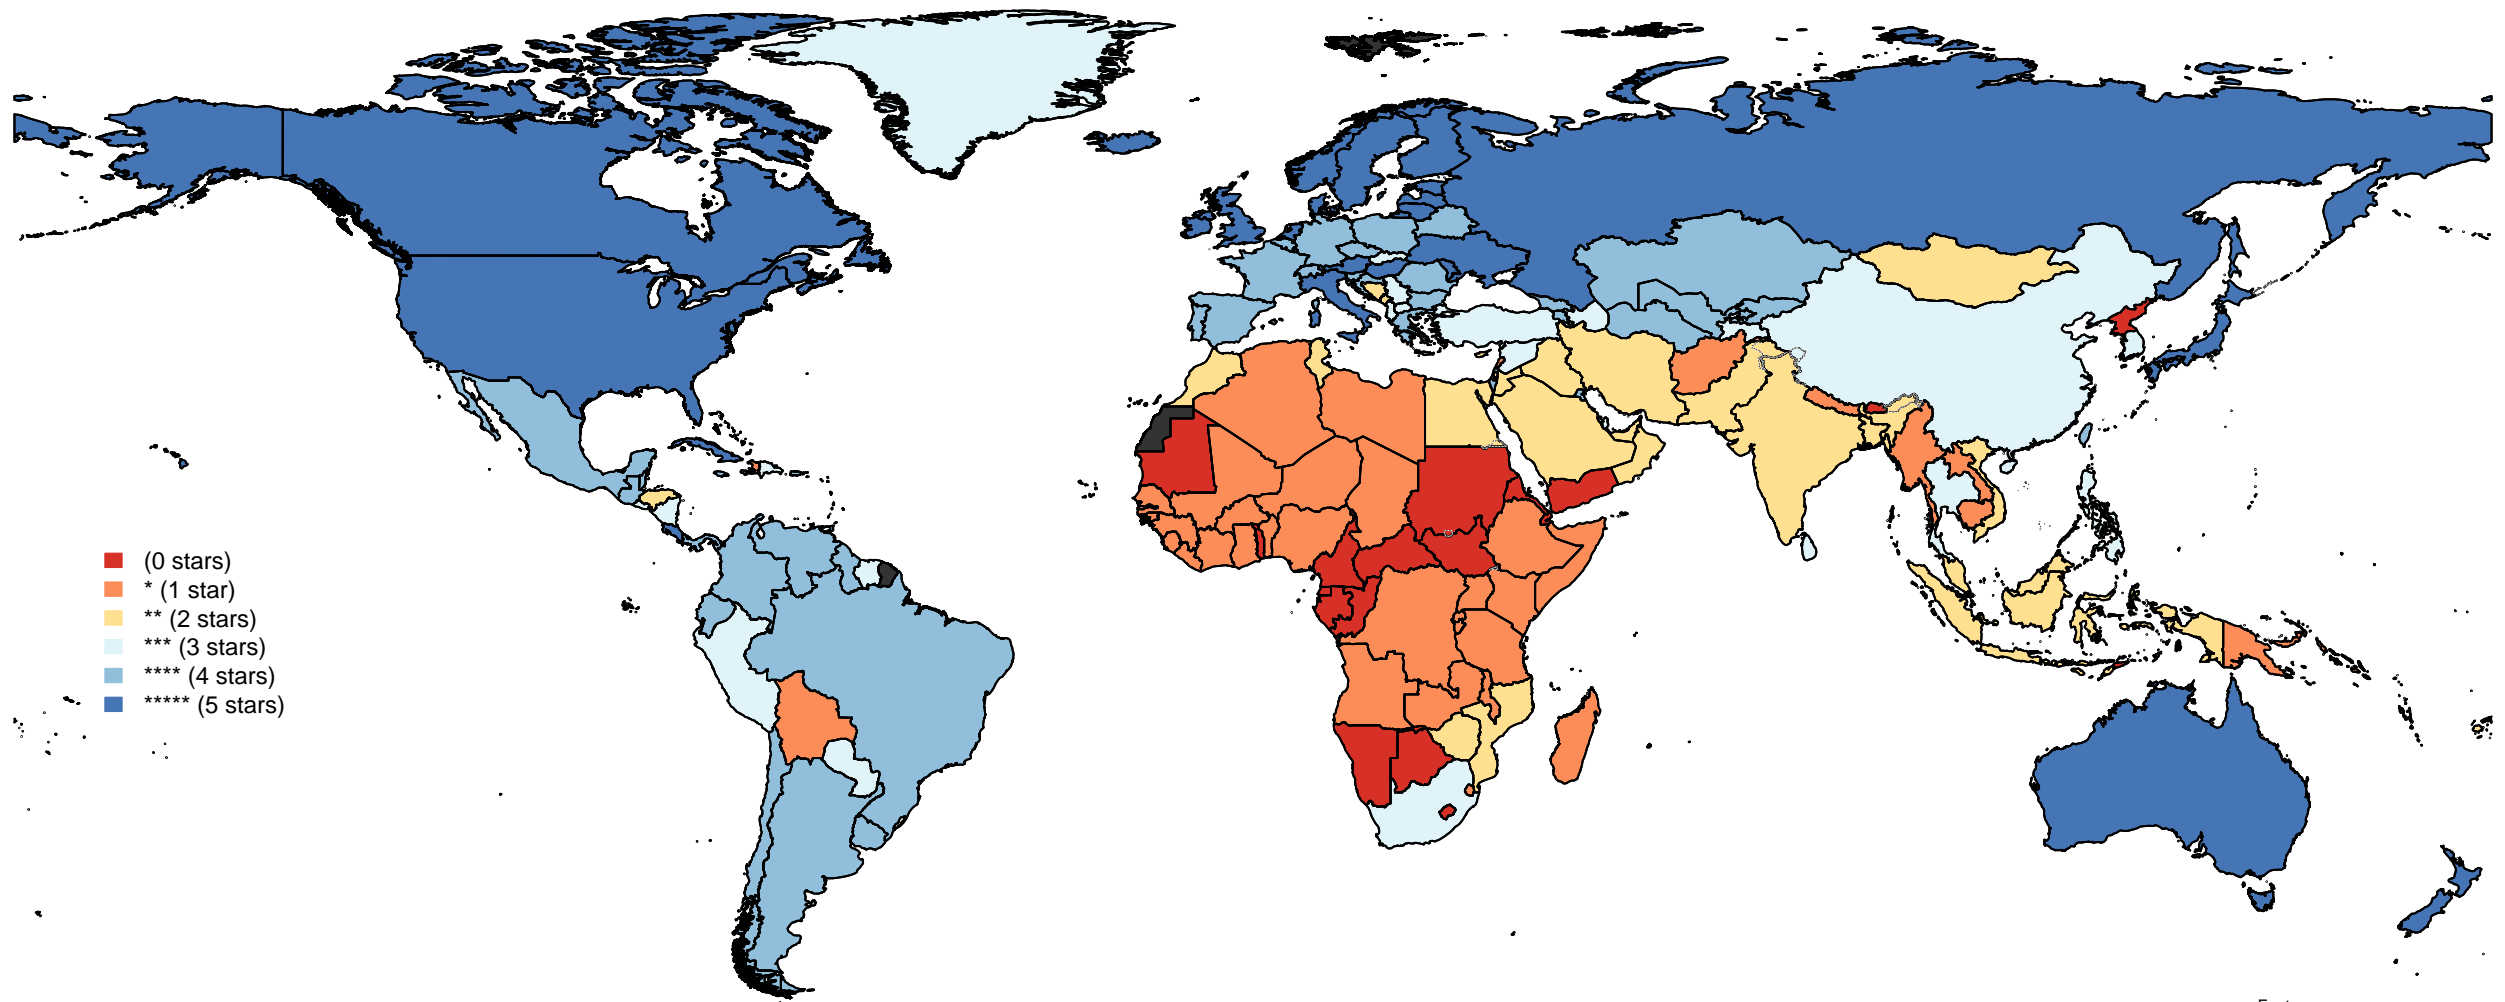 (0 stars)
* (1 star)
** (2 stars)
*** (3 stars)
**** (4 stars)
***** (5 stars)